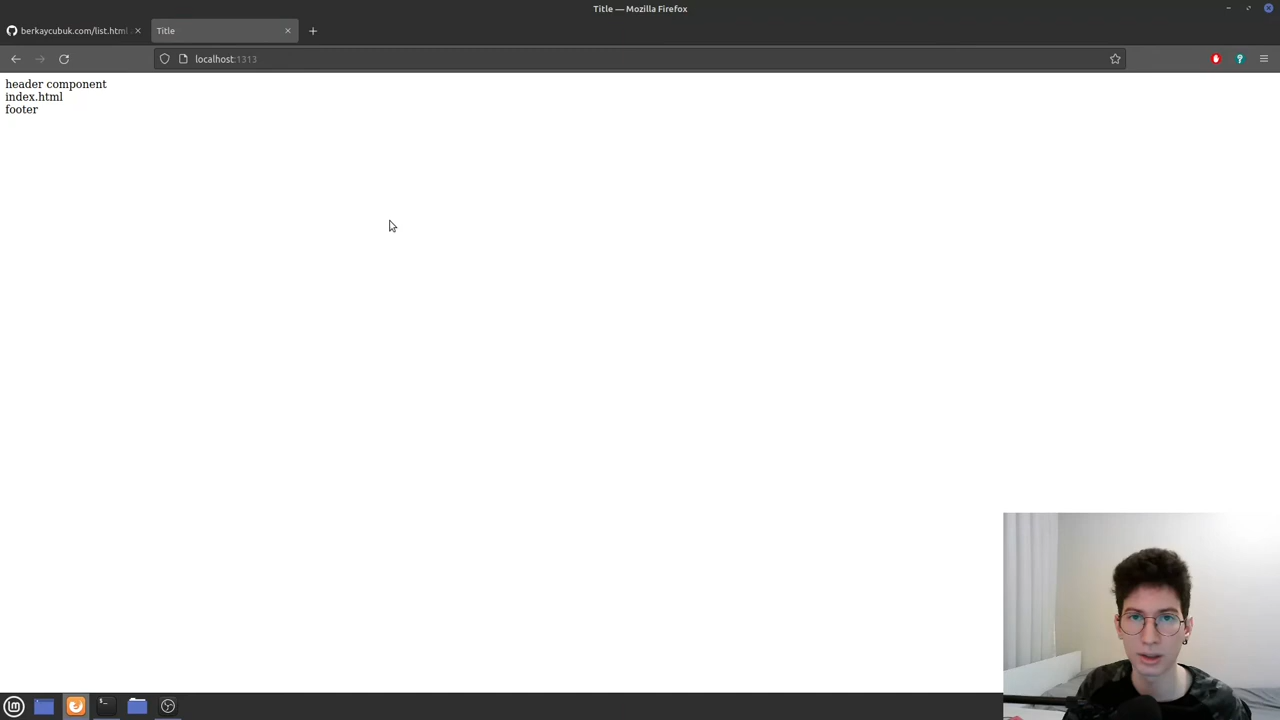 Title — Mozilla Firefox
berkaycubuk.com/list.html
Title
localhost:1313
header component
index.html
footer